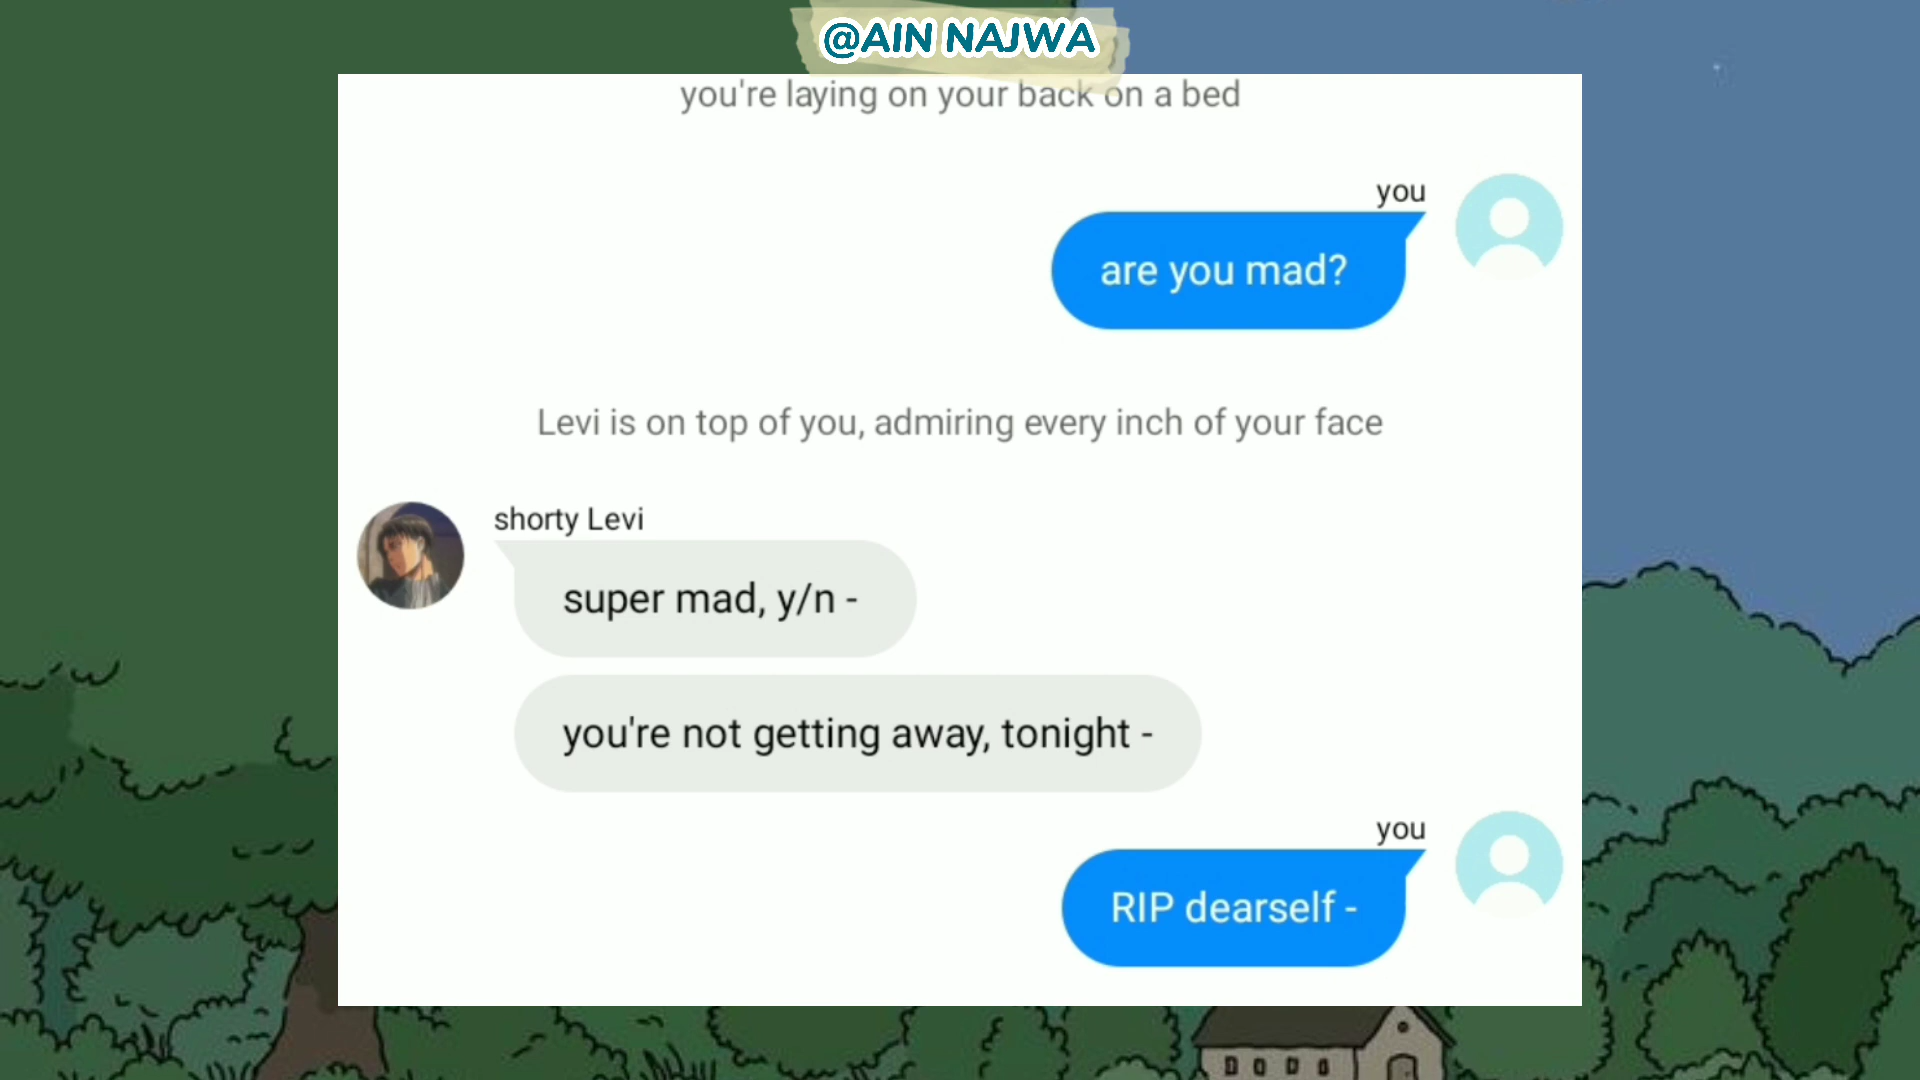 @AIN NAJWA
you're laying on your back on a bed
you
are you mad?
Levi is on top of you, admiring every inch of your face
shorty Levi
super mad, y/n -
you're not getting away, tonight -
you
RIP dearself -